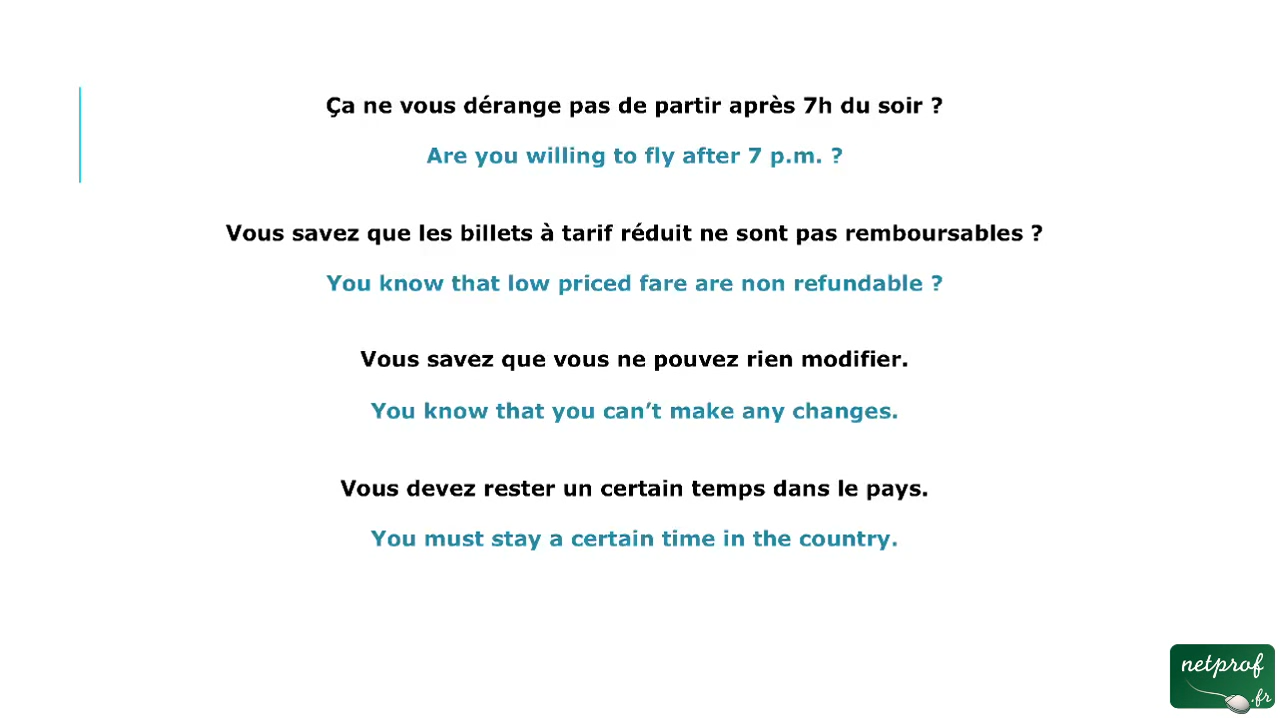 Ça ne vous dérange pas de partir après 7h du soir ?
Are you willing to fly after 7 p.m. ?
Vous savez que les billets à tarif réduit ne sont pas remboursables ?
You know that low priced fare are non refundable ?
Vous savez que vous ne pouvez rien modifier.
You know that you can’t make any changes.
Vous devez rester un certain temps dans le pays.
You must stay a certain time in the country.
netprof
.fr